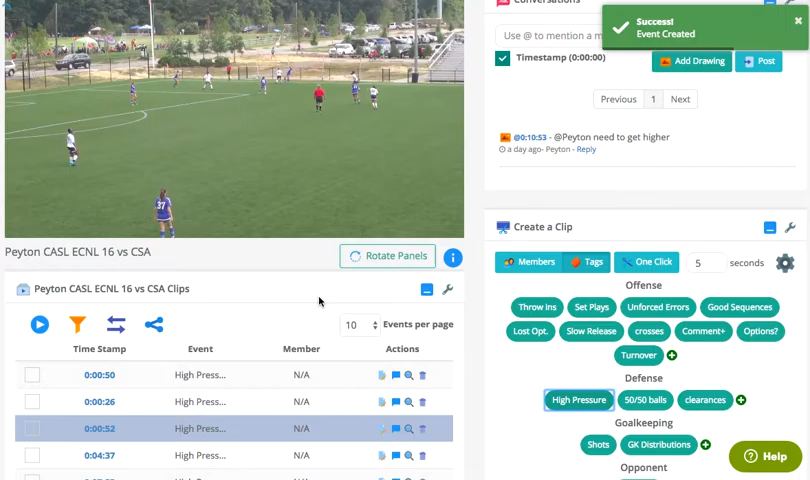 Conversations
Success!
Event Created
Use @ to mention a m
Timestamp (0:00:00)
Add Drawing
Post
Previous 1 Next
@0:10:53 - @Peyton need to get higher
a day ago- Peyton - Reply
37
Peyton CASL ECNL 16 vs CSA
Rotate Panels
Peyton CASL ECNL 16 vs CSA Clips
10 Events per page
Time Stamp Event Member Actions
0:00:50 High Press... N/A
0:00:26 High Press... N/A
0:00:52 High Press... N/A
0:04:37 High Press... N/A
Create a Clip
Members Tags One Click 5 seconds
Offense
Throw ins Set Plays Unforced Errors Good Sequences
Lost Opt. Slow Release crosses Comment+ Options?
Turnover
Defense
High Pressure 50/50 balls clearances
Goalkeeping
Shots GK Distributions
Opponent
Help